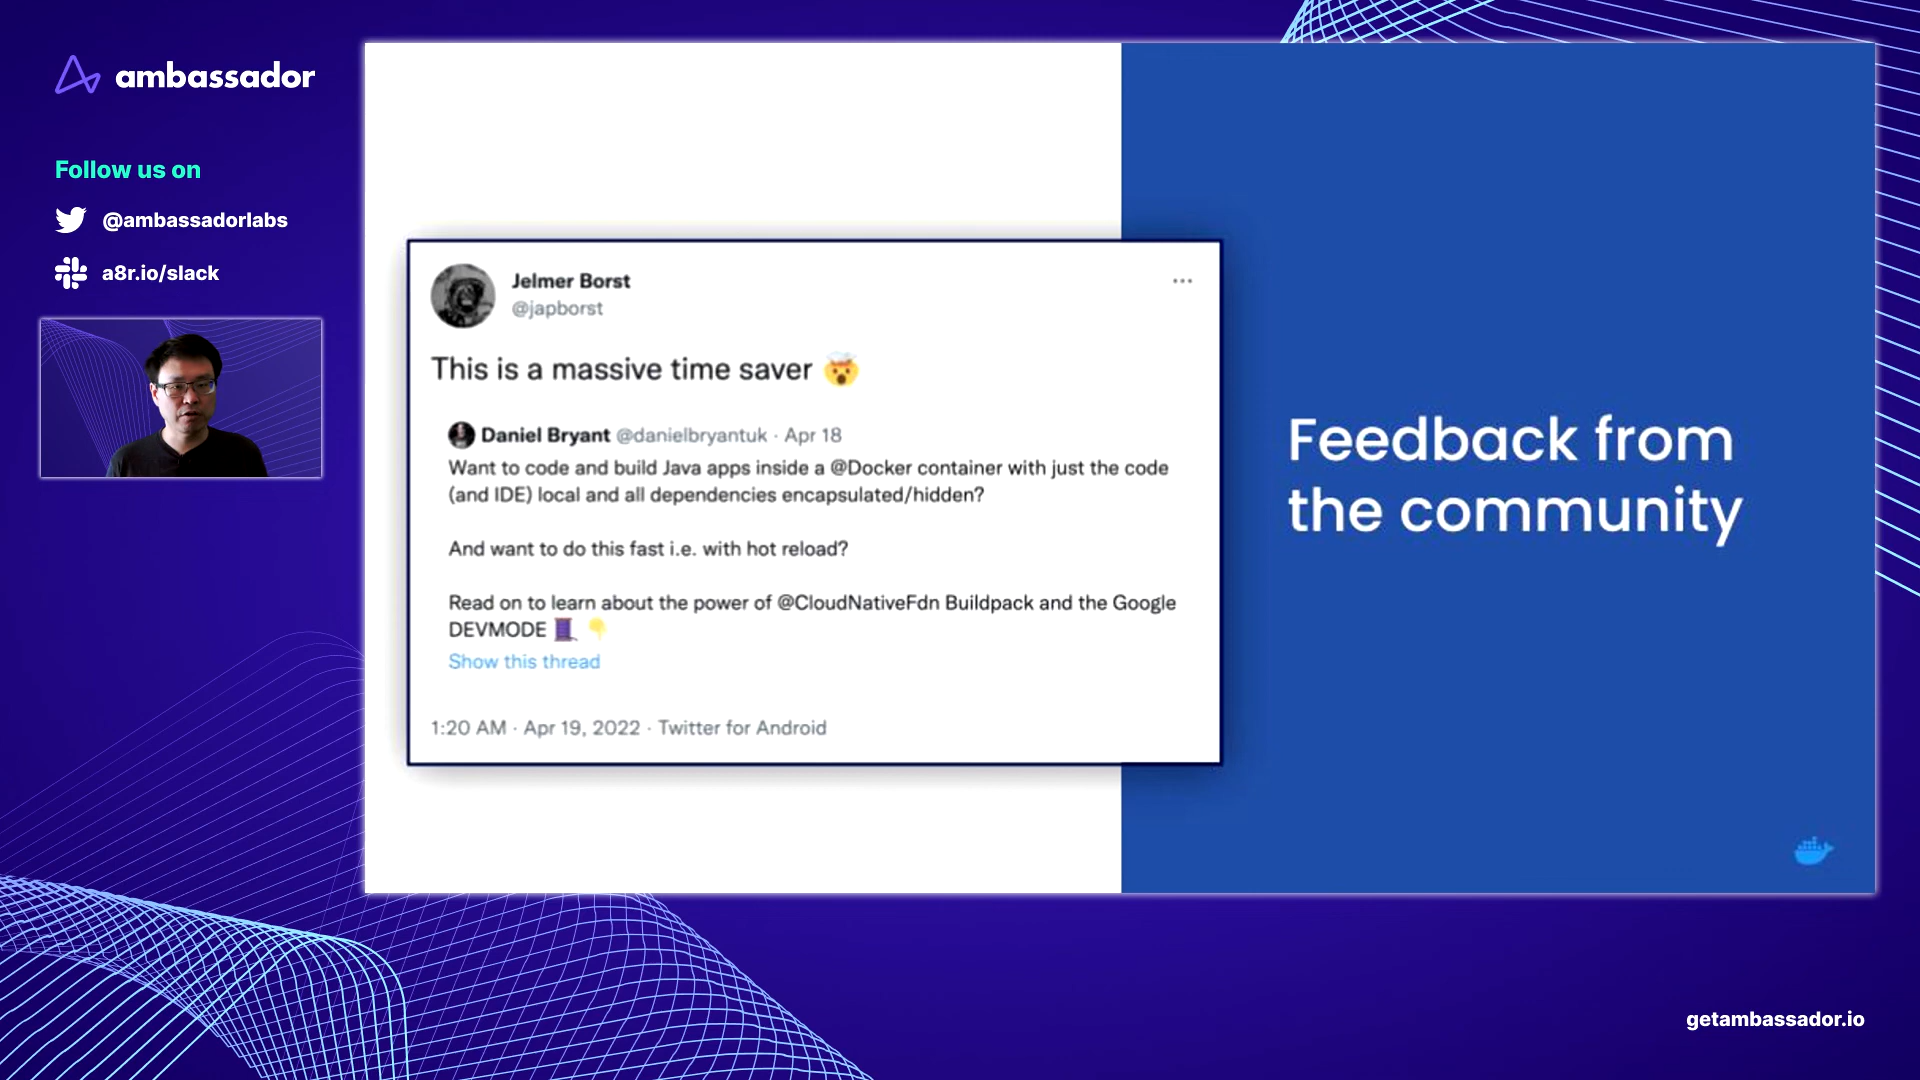 ambassador
Follow us on
@ambassadorlabs
a8r.io/slack
Jelmer Borst
@japborst
This is a massive time saver 🤯
Daniel Bryant @danielbryantuk · Apr 18
Want to code and build Java apps inside a @Docker container with just the code
(and IDE) local and all dependencies encapsulated/hidden?
And want to do this fast i.e. with hot reload?
Read on to learn about the power of @CloudNativeFdn Buildpack and the Google
DEVMODE 🧵 👇
Show this thread
1:20 AM · Apr 19, 2022 · Twitter for Android
Feedback from
the community
getambassador.io